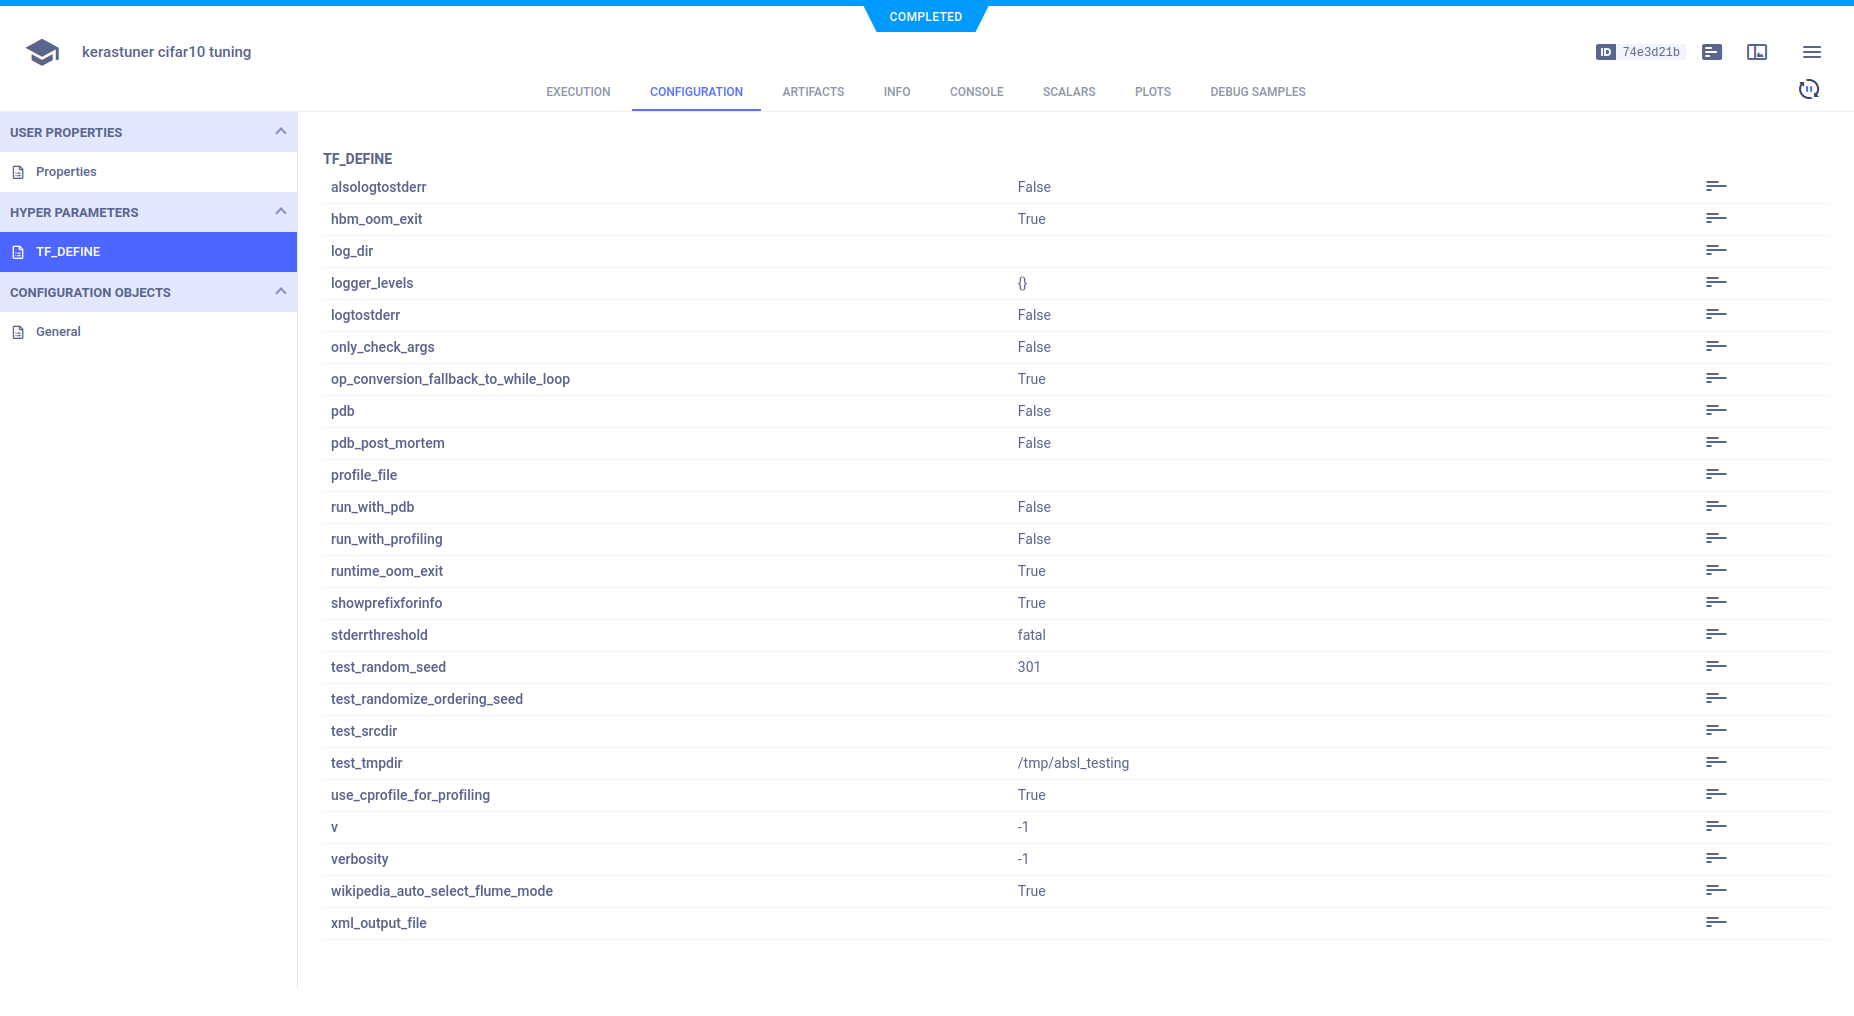 COMPLETED
kerastuner cifar10 tuning
ID 74e3d21b
EXECUTION CONFIGURATION ARTIFACTS INFO CONSOLE SCALARS PLOTS DEBUG SAMPLES
USER PROPERTIES
Properties
HYPER PARAMETERS
TF_DEFINE
CONFIGURATION OBJECTS
General
TF_DEFINE
alsologtostderr False
hbm_oom_exit True
log_dir
logger_levels {}
logtostderr False
only_check_args False
op_conversion_fallback_to_while_loop True
pdb False
pdb_post_mortem False
profile_file
run_with_pdb False
run_with_profiling False
runtime_oom_exit True
showprefixforinfo True
stderrthreshold fatal
test_random_seed 301
test_randomize_ordering_seed
test_srcdir
test_tmpdir /tmp/absl_testing
use_cprofile_for_profiling True
v -1
verbosity -1
wikipedia_auto_select_flume_mode True
xml_output_file